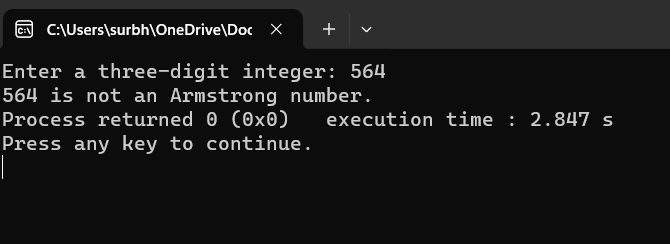 C:\Users\surbh\OneDrive\Doc
Enter a three-digit integer: 564
564 is not an Armstrong number.
Process returned 0 (0x0)   execution time : 2.847 s
Press any key to continue.